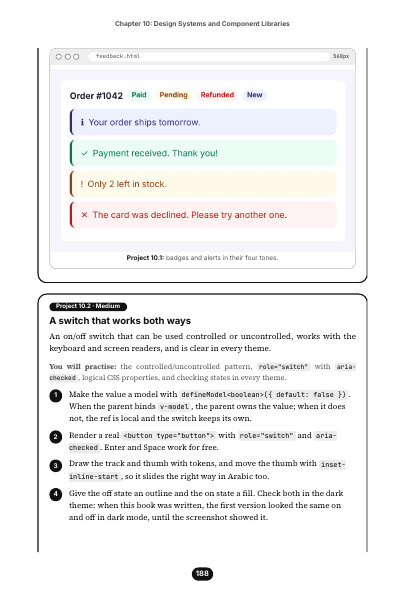 Chapter 10: Design Systems and Component Libraries
feedback.html
560px
Order #1042 Paid Pending Refunded New
i Your order ships tomorrow.
✓ Payment received. Thank you!
! Only 2 left in stock.
✕ The card was declined. Please try another one.
Project 10.1: badges and alerts in their four tones.
Project 10.2 · Medium
A switch that works both ways
An on/off switch that can be used controlled or uncontrolled, works with the
keyboard and screen readers, and is clear in every theme.
You will practise: the controlled/uncontrolled pattern, role="switch" with aria-
checked, logical CSS properties, and checking states in every theme.
1 Make the value a model with defineModel<boolean>({ default: false }).
When the parent binds v-model, the parent owns the value; when it does
not, the ref is local and the switch keeps its own.
2 Render a real <button type="button"> with role="switch" and aria-
checked. Enter and Space work for free.
3 Draw the track and thumb with tokens, and move the thumb with inset-
inline-start, so it slides the right way in Arabic too.
4 Give the off state an outline and the on state a fill. Check both in the dark
theme: when this book was written, the first version looked the same on
and off in dark mode, until the screenshot showed it.
188